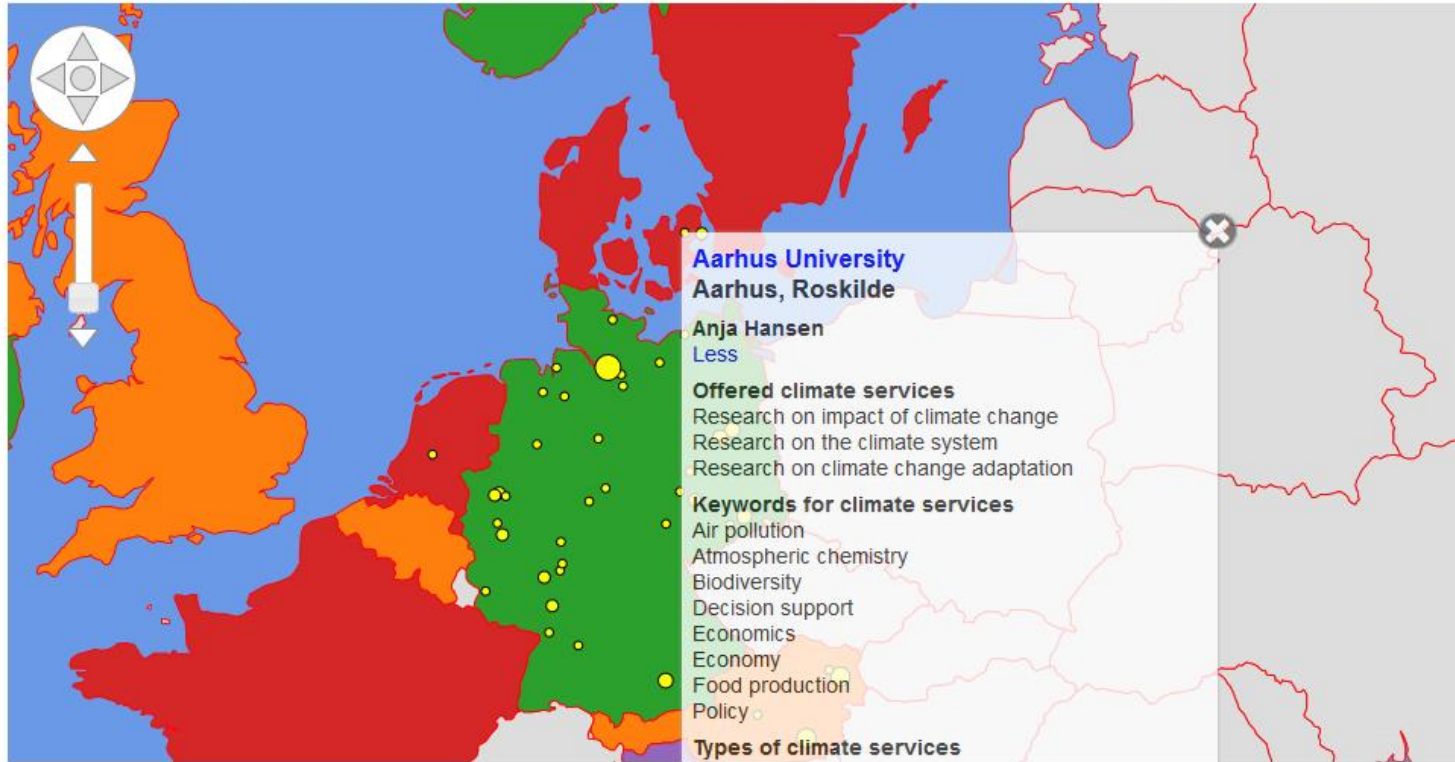 Aarhus University
Aarhus, Roskilde
Anja Hansen
Less
Offered climate services
Research on impact of climate change
Research on the climate system
Research on climate change adaptation
Keywords for climate services
Air pollution
Atmospheric chemistry
Biodiversity
Decision support
Economics
Economy
Food production
Policy
Types of climate services